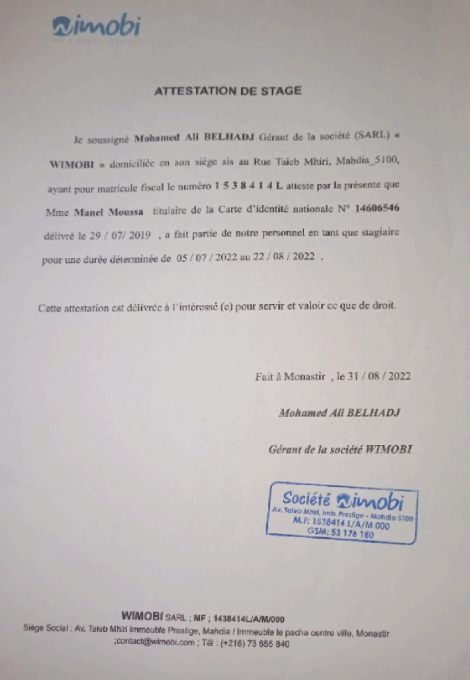 wimobi
ATTESTATION DE STAGE
Je soussigné Mohamed Ali BELHADJ Gérant de la société (SARL) «
WIMOBI » domiciliée en son siège sis au Rue Taieb Mhiri, Mahdia_5100,
ayant pour matricule fiscal le numéro 1 5 3 8 4 1 4 L atteste par la présente que
Mme Manel Moussa titulaire de la Carte d'identité nationale N° 14606546
délivré le 29 / 07/ 2019 , a fait partie de notre personnel en tant que stagiaire
pour une durée déterminée de 05 / 07 / 2022 au 22 / 08 / 2022 .
Cette attestation est délivrée à l'intéressé (e) pour servir et valoir ce que de droit.
Fait à Monastir , le 31 / 08 / 2022
Mohamed Ali BELHADJ
Gérant de la société WIMOBI
Société wimobi
Av. Taieb Mhiri, Imb. Prestige - Mahdia 5100
M.F: 1538414 L/A/M 000
GSM: 53 176 160
WIMOBI SARL ; MF ; 1438414L/A/M/000
Siège Social : Av. Taieb Mhiri Immeuble Prestige, Mahdia / Immeuble le pacha centre ville, Monastir
;contact@wimobi.com ; Tél : (+216) 73 655 840